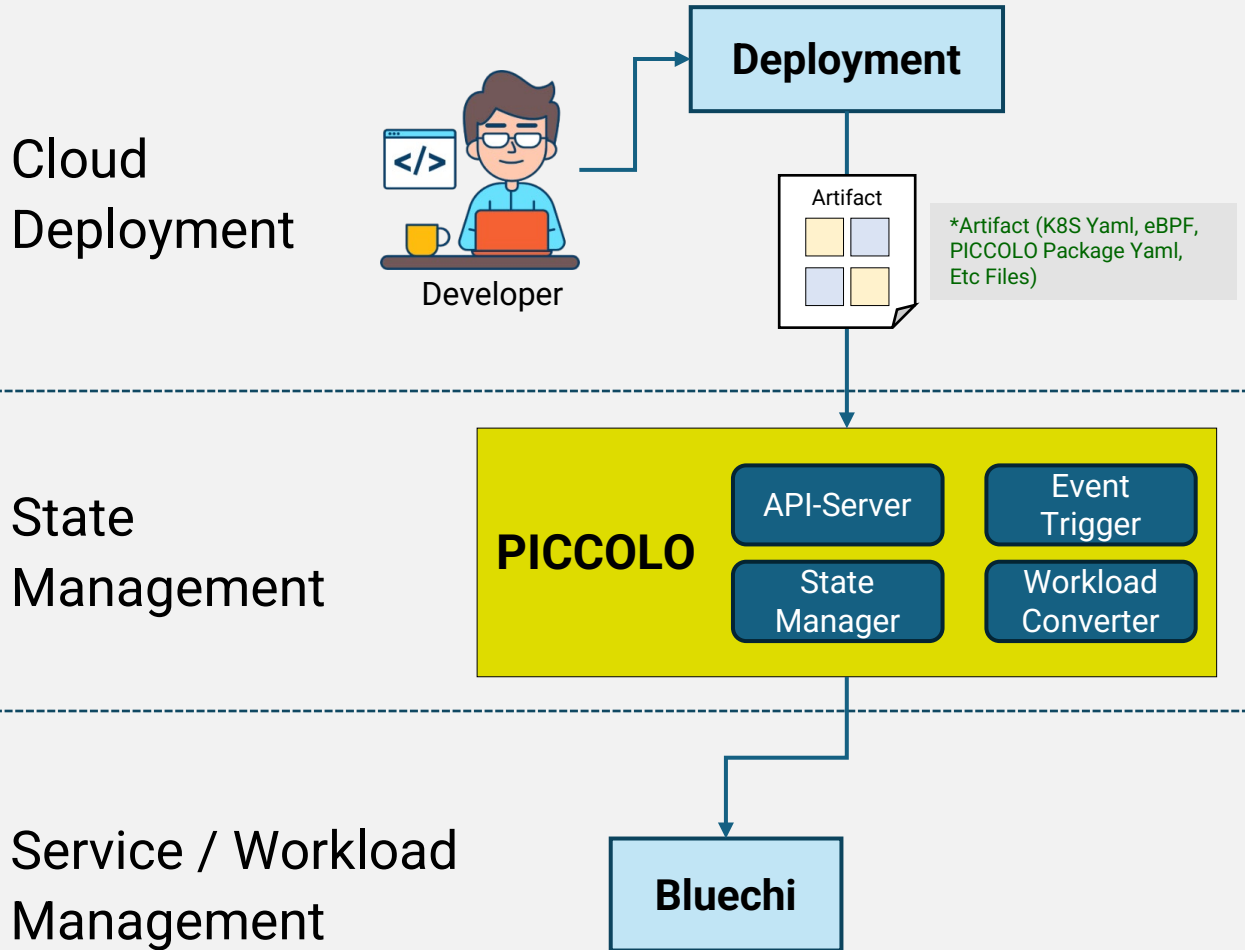 Deployment
Cloud
Deployment
</>
Developer
Artifact
*Artifact (K8S Yaml, eBPF,
PICCOLO Package Yaml,
Etc Files)
State
Management
PICCOLO
API-Server
Event
Trigger
State
Manager
Workload
Converter
Service / Workload
Management
Bluechi